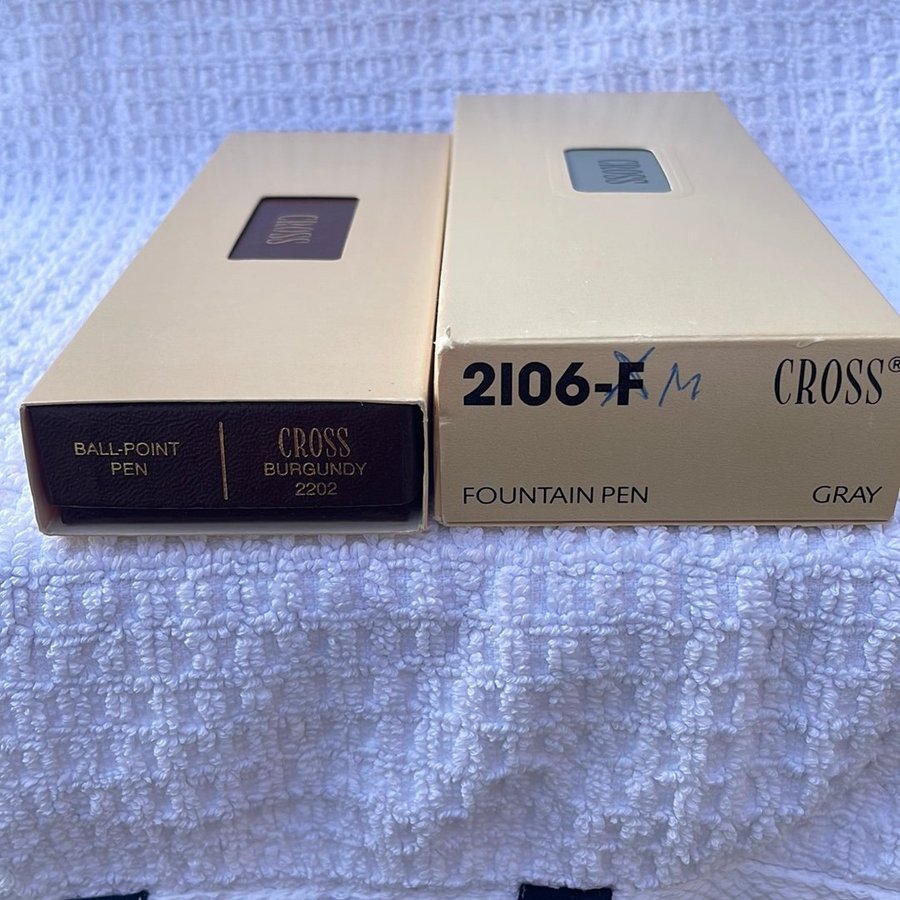 CROSS
BALL-POINT
PEN
CROSS
BURGUNDY
2202
CROSS
2106-F M
CROSS®
FOUNTAIN PEN
GRAY